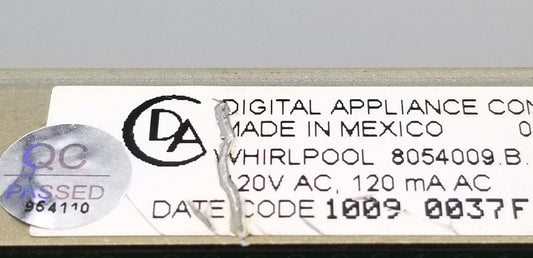 DA
DIGITAL APPLIANCE CON
MADE IN MEXICO 0
WHIRLPOOL 8054009.B.
120V AC, 120 mA AC
DATE CODE 1009 0037F
QC
PASSED
954110